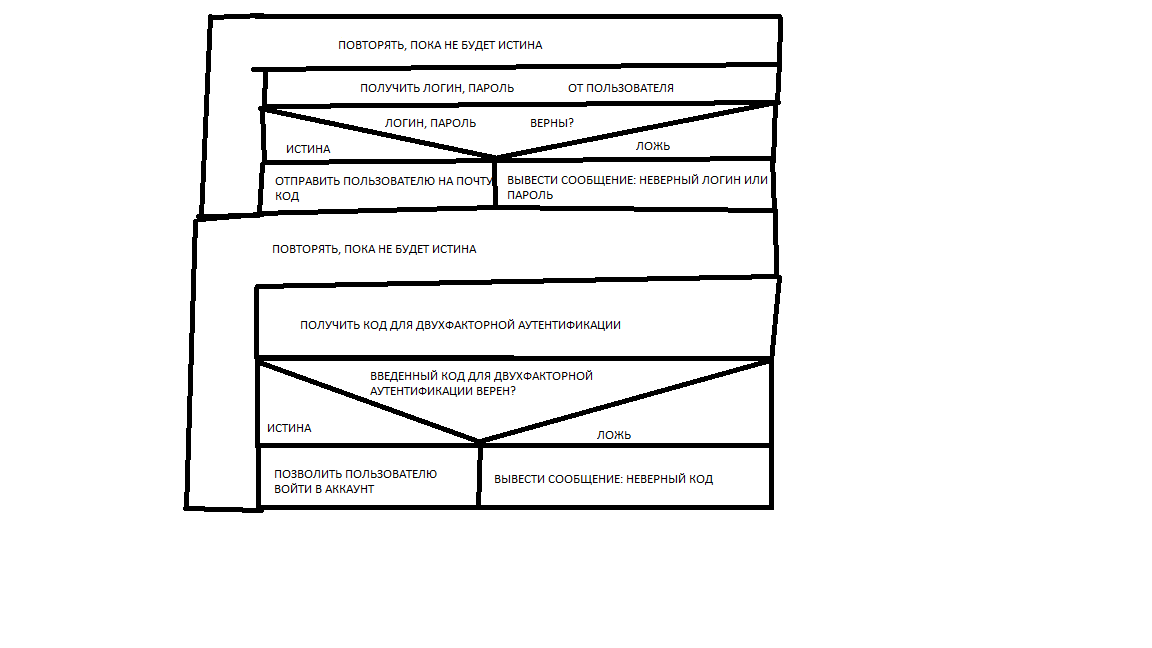 ПОВТОРЯТЬ, ПОКА НЕ БУДЕТ ИСТИНА
ПОЛУЧИТЬ ЛОГИН, ПАРОЛЬ ОТ ПОЛЬЗОВАТЕЛЯ
ЛОГИН, ПАРОЛЬ ВЕРНЫ?
ИСТИНА
ЛОЖЬ
ОТПРАВИТЬ ПОЛЬЗОВАТЕЛЮ НА ПОЧТУ
КОД
ВЫВЕСТИ СООБЩЕНИЕ: НЕВЕРНЫЙ ЛОГИН ИЛИ
ПАРОЛЬ
ПОВТОРЯТЬ, ПОКА НЕ БУДЕТ ИСТИНА
ПОЛУЧИТЬ КОД ДЛЯ ДВУХФАКТОРНОЙ АУТЕНТИФИКАЦИИ
ВВЕДЕННЫЙ КОД ДЛЯ ДВУХФАКТОРНОЙ
АУТЕНТИФИКАЦИИ ВЕРЕН?
ИСТИНА
ЛОЖЬ
ПОЗВОЛИТЬ ПОЛЬЗОВАТЕЛЮ
ВОЙТИ В АККАУНТ
ВЫВЕСТИ СООБЩЕНИЕ: НЕВЕРНЫЙ КОД